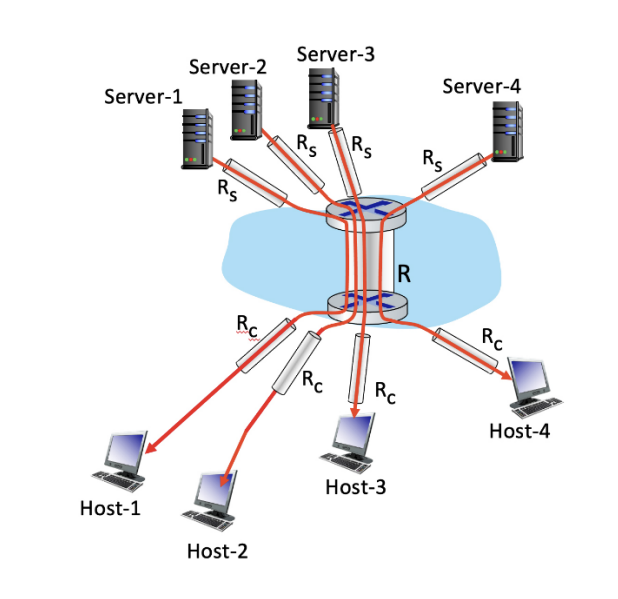 Server-3
Server-2
Server-4
Server-1
R_S
R_S
R_S
R_S
R
R_C
R_C
R_C
R_C
Host-4
Host-3
Host-1
Host-2